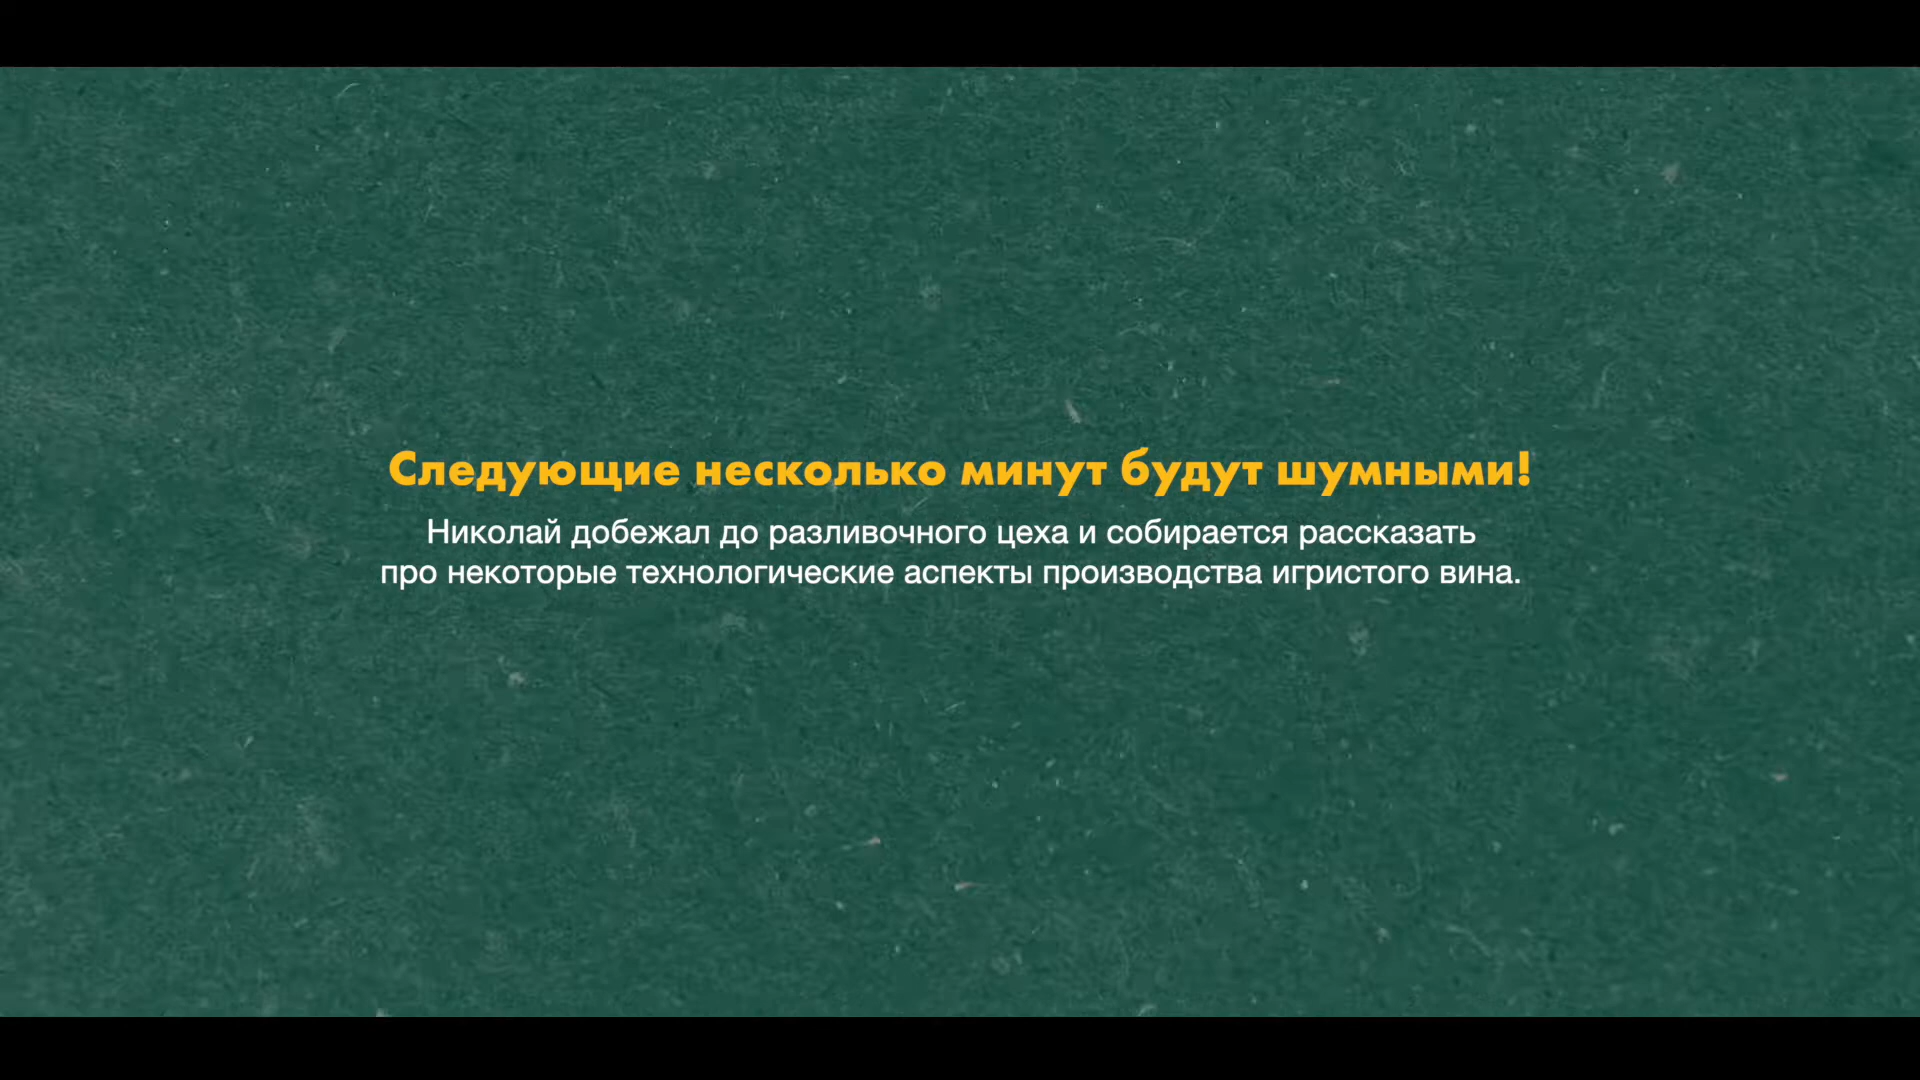 Следующие несколько минут будут шумными!
Николай добежал до разливочного цеха и собирается рассказать
про некоторые технологические аспекты производства игристого вина.